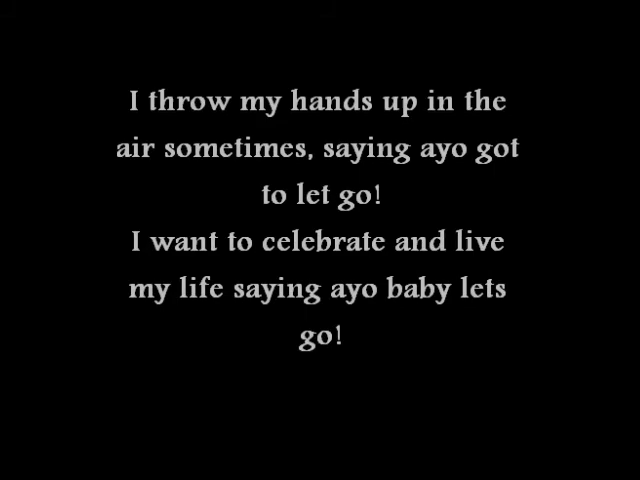 I throw my hands up in the
air sometimes, saying ayo got
to let go!
I want to celebrate and live
my life saying ayo baby lets
go!